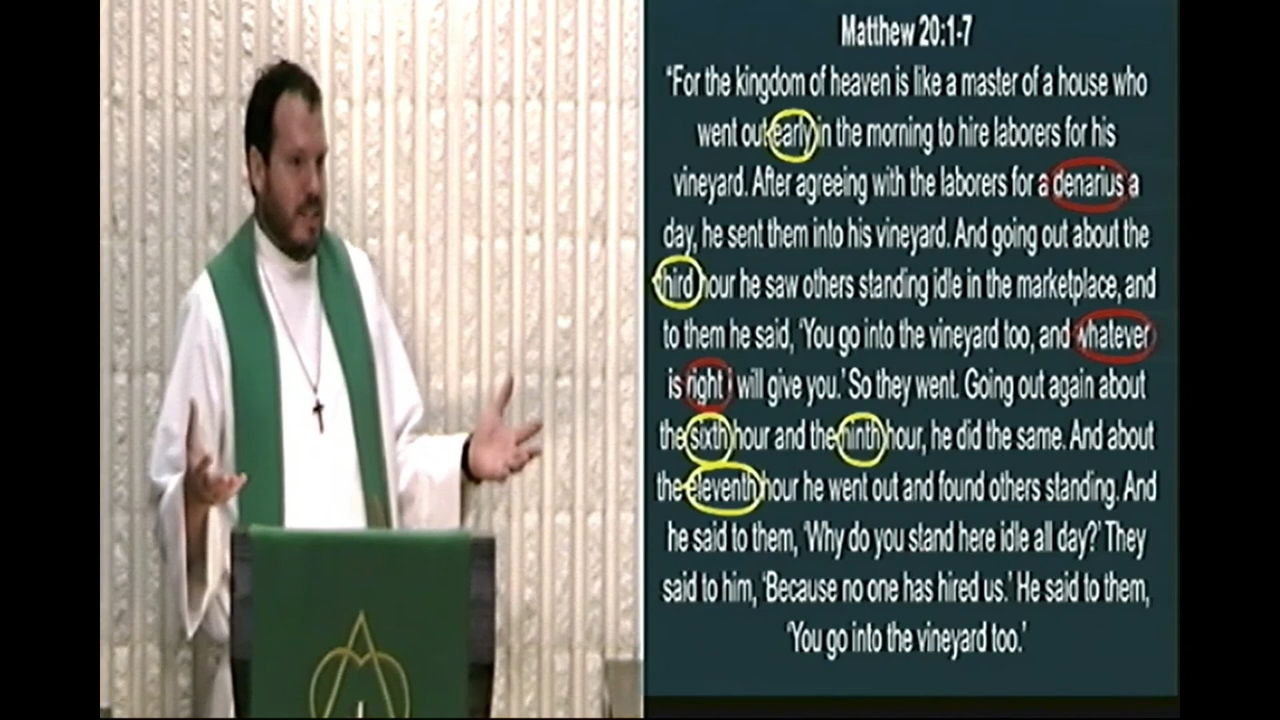 Matthew 20:1-7
“For the kingdom of heaven is like a master of a house who
went out early in the morning to hire laborers for his
vineyard. After agreeing with the laborers for a denarius a
day, he sent them into his vineyard. And going out about the
third hour he saw others standing idle in the marketplace, and
to them he said, ‘You go into the vineyard too, and whatever
is right I will give you.’ So they went. Going out again about
the sixth hour and the ninth hour, he did the same. And about
the eleventh hour he went out and found others standing. And
he said to them, ‘Why do you stand here idle all day?’ They
said to him, ‘Because no one has hired us.’ He said to them,
‘You go into the vineyard too.’